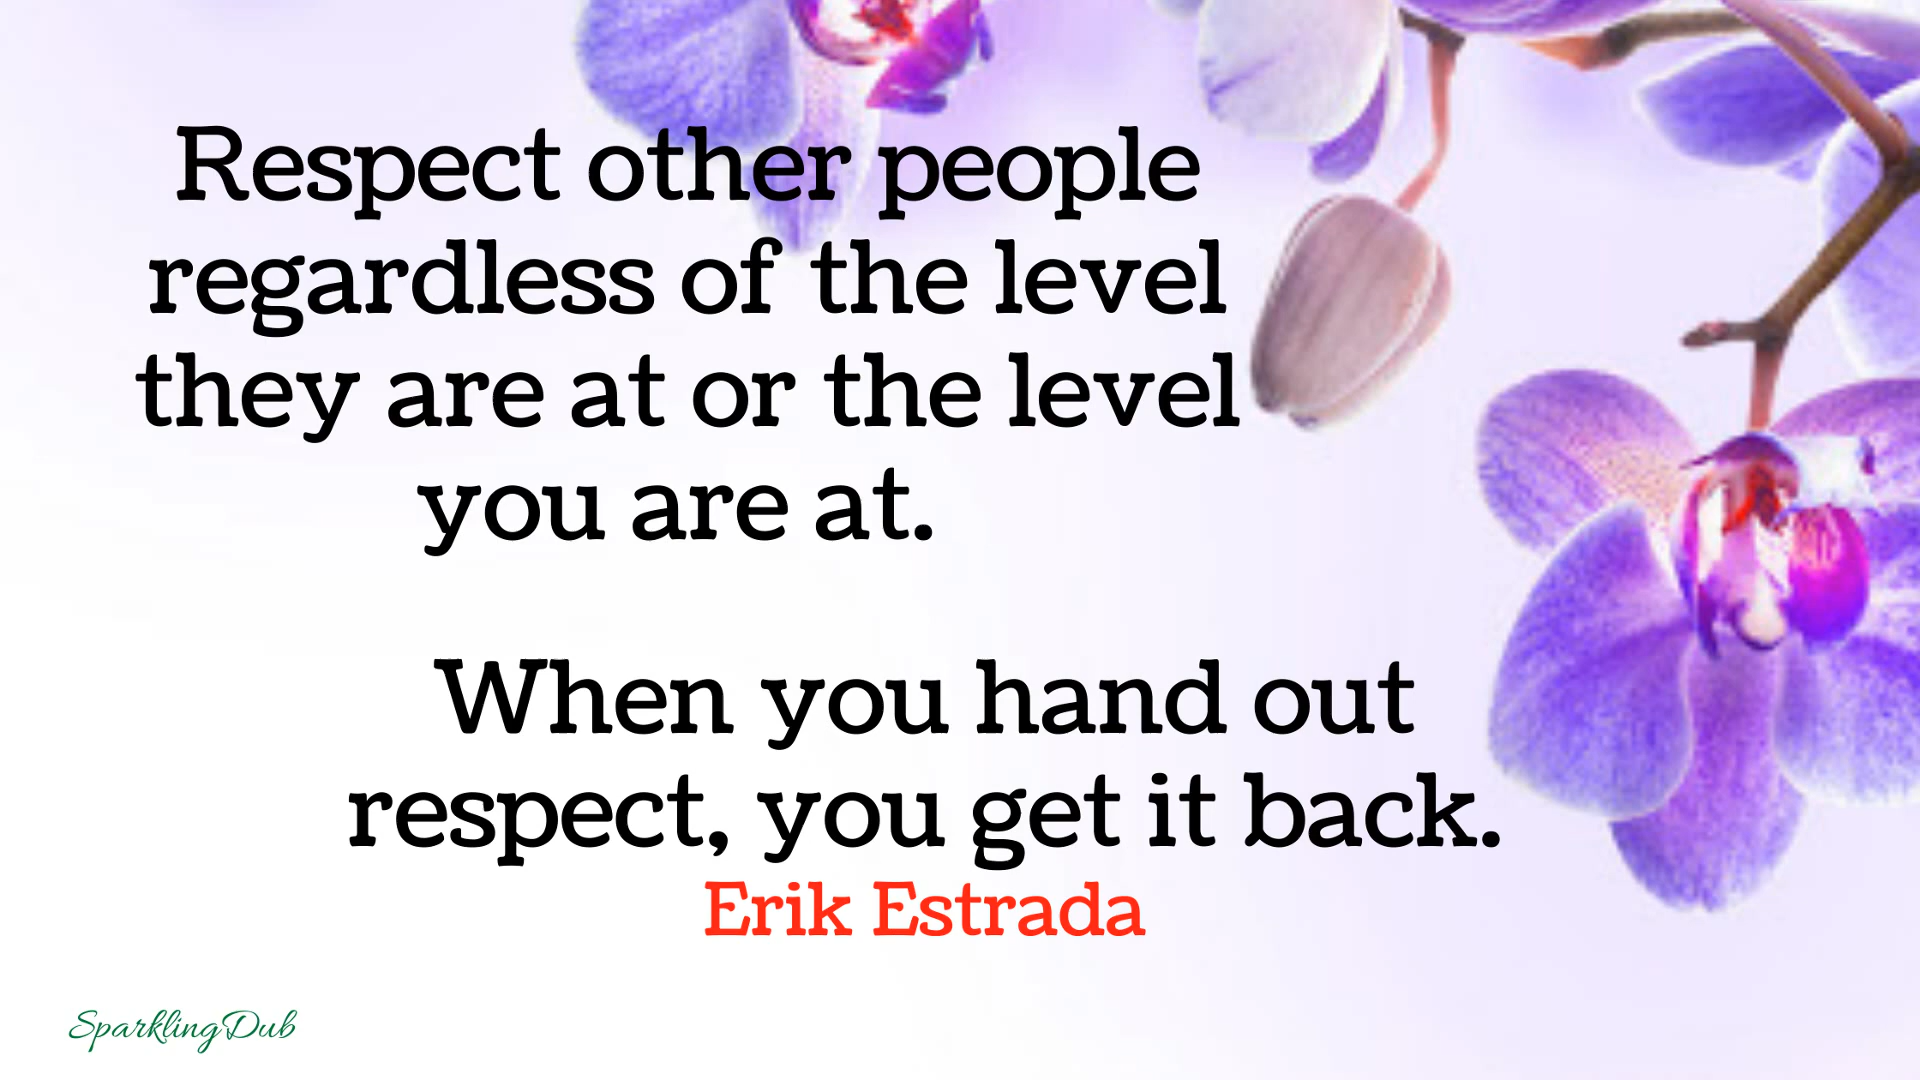 Respect other people
regardless of the level
they are at or the level
you are at.
When you hand out
respect, you get it back.
Erik Estrada
SparklingDub